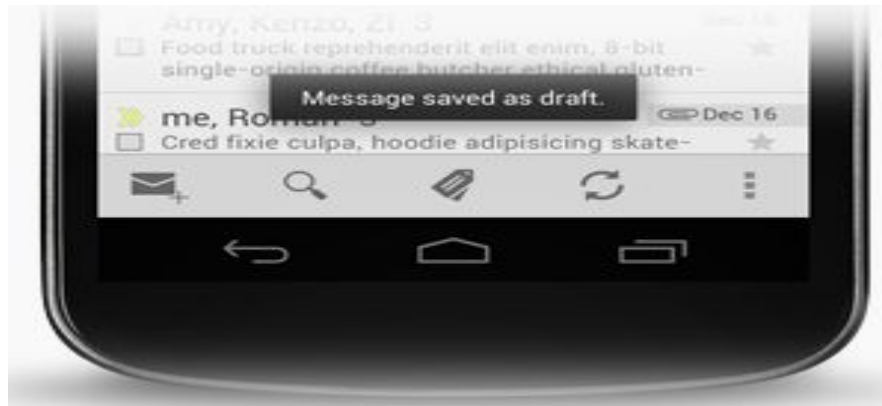 Amy, Kenzo, Zi 3
Food truck reprehenderit elit enim, 8-bit
single-origin coffee butcher ethical gluten-
Message saved as draft.
me, Roman 3
Dec 16
Cred fixie culpa, hoodie adipisicing skate-